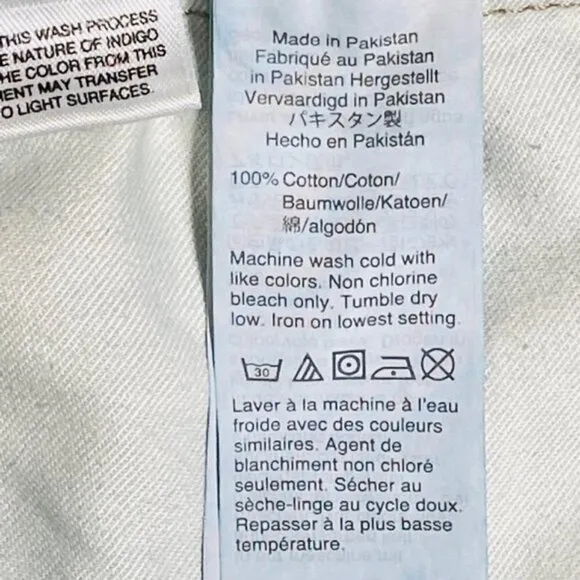 THIS WASH PROCESS
NATURE OF INDIGO
THE COLOR FROM THIS
MAY TRANSFER
LIGHT SURFACES.
Made in Pakistan
Fabriqué au Pakistan
in Pakistan Hergestellt
Vervaardigd in Pakistan
パキスタン製
Hecho en Pakistán
100% Cotton/Coton/
Baumwolle/Katoen/
綿/algodón
Machine wash cold with
like colors. Non chlorine
bleach only. Tumble dry
low. Iron on lowest setting.
30
Laver à la machine à l'eau
froide avec des couleurs
similaires. Agent de
blanchiment non chloré
seulement. Sécher au
sèche-linge au cycle doux.
Repasser à la plus basse
température.